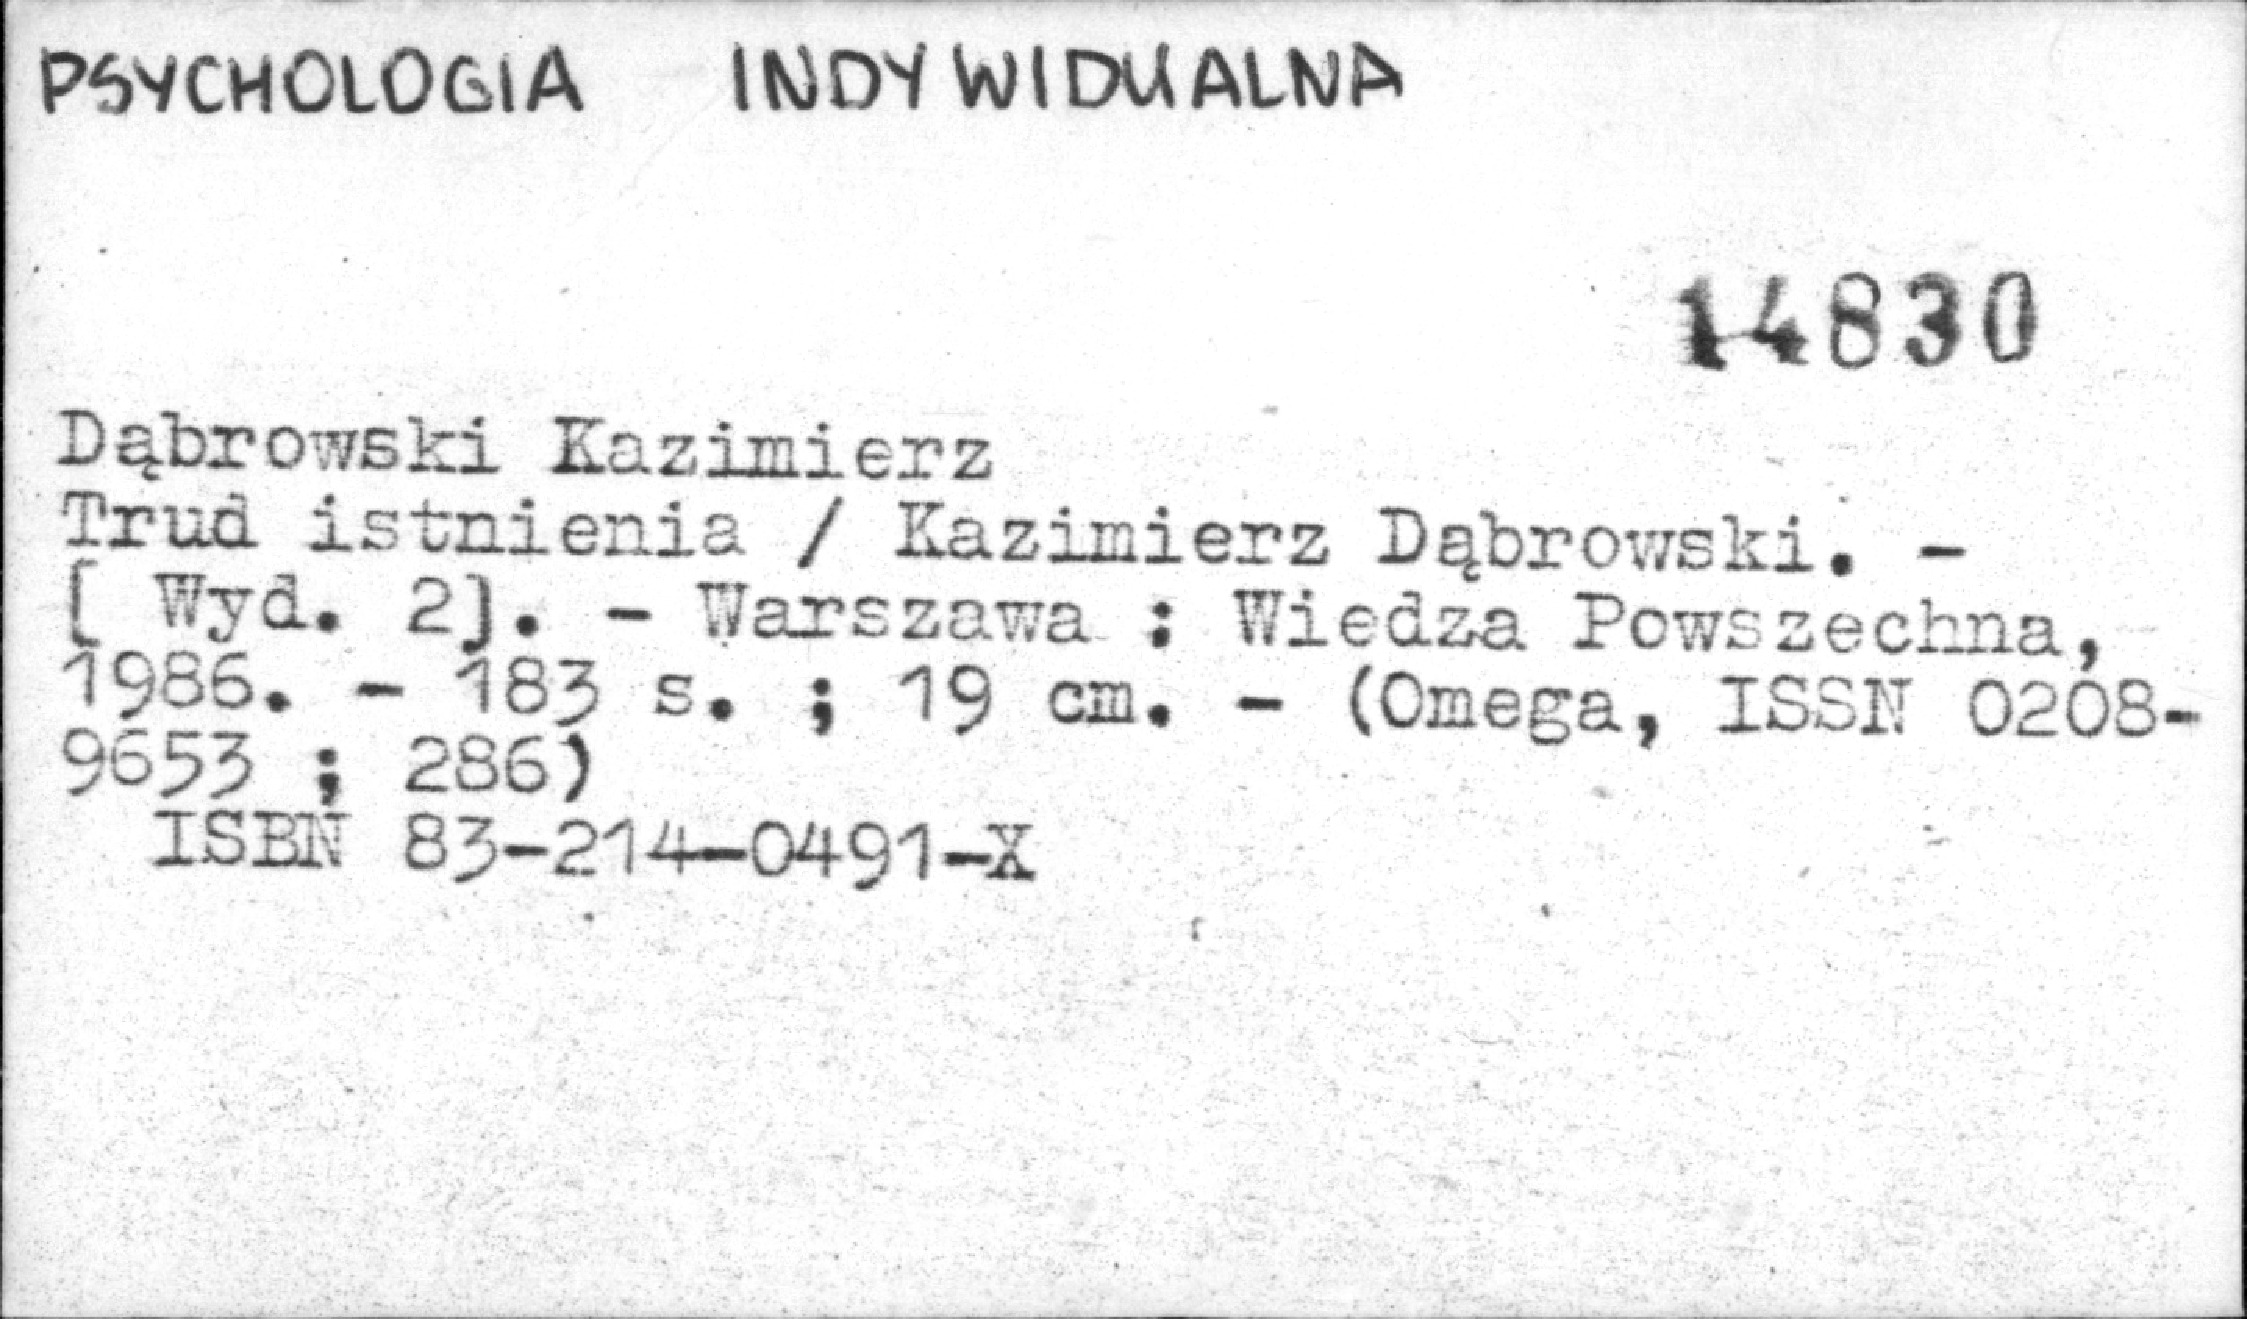 PSYCHOLOGIA INDYWIDUALNA
14830
Dąbrowski Kazimierz
Trud istnienia / Kazimierz Dąbrowski. -
[ Wyd. 2]. - Warszawa : Wiedza Powszechna,
1986. - 183 s. ; 19 cm. - (Omega, ISSN 0208-
9653 ; 286)
ISBN 83-214-0491-X